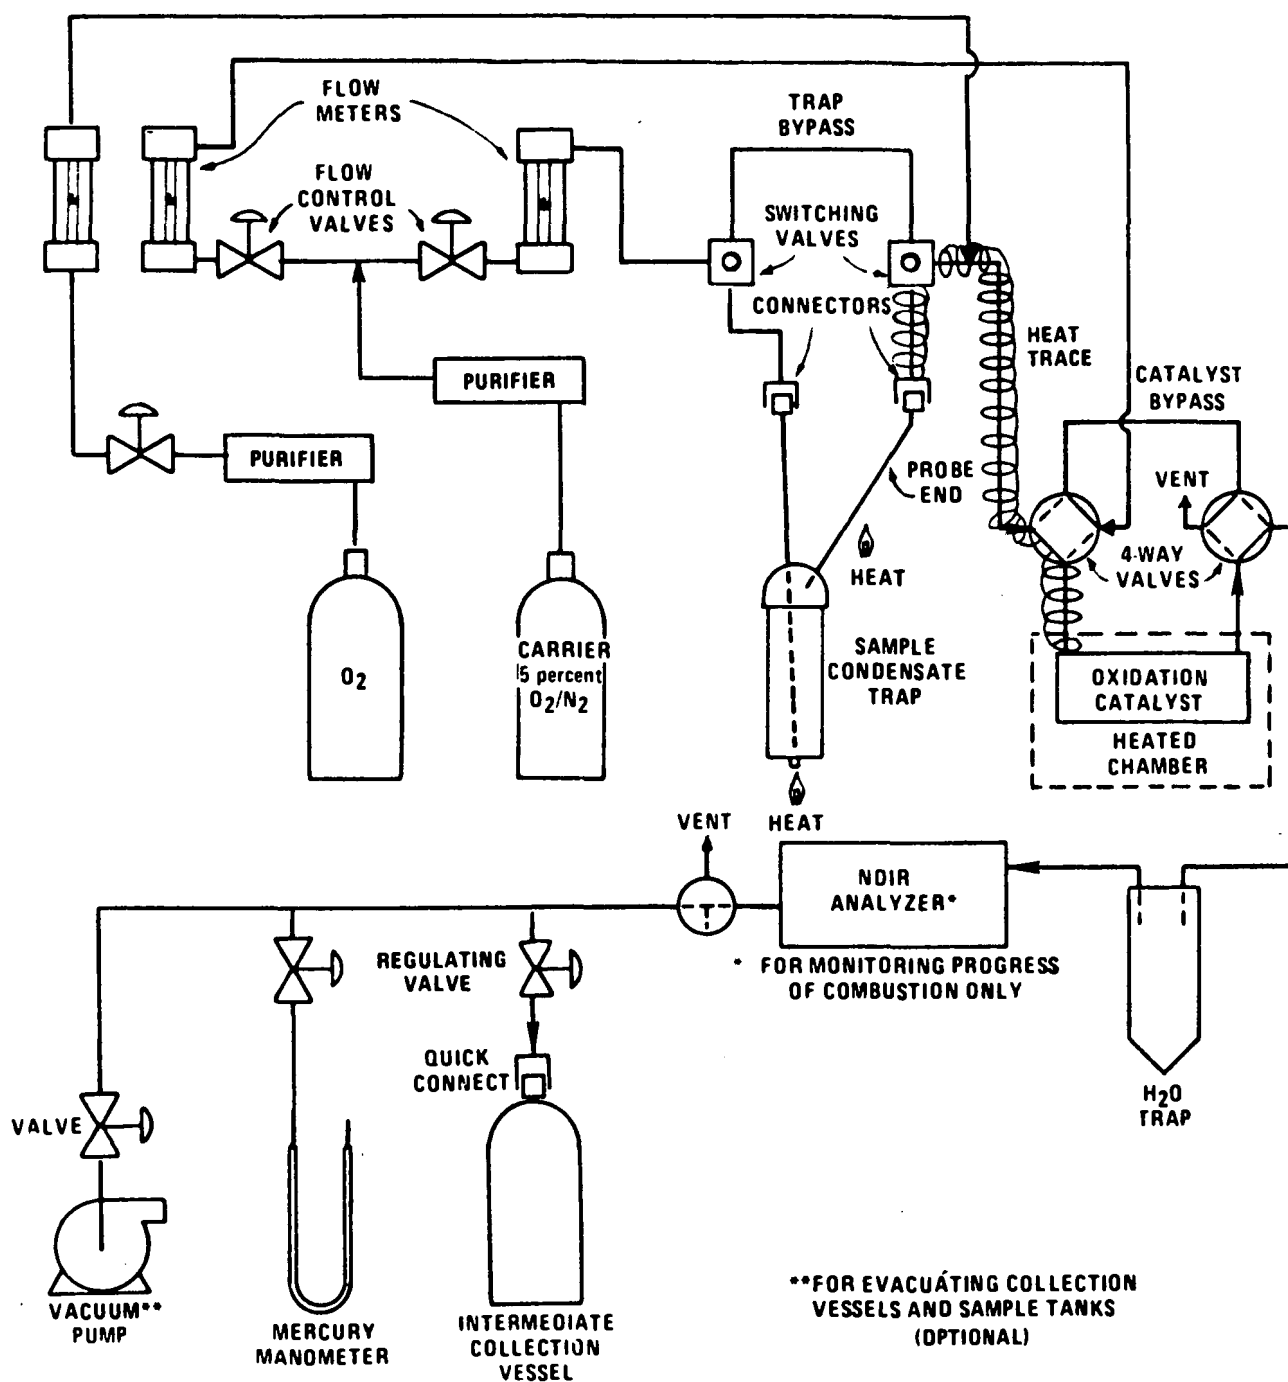 FLOW
METERS
TRAP
BYPASS
FLOW
CONTROL
VALVES
SWITCHING
VALVES
CONNECTORS
HEAT
TRACE
CATALYST
BYPASS
PURIFIER
PURIFIER
PROBE
END
VENT
HEAT
4-WAY
VALVES
O2
CARRIER
5 percent
O2/N2
SAMPLE
CONDENSATE
TRAP
OXIDATION
CATALYST
HEATED
CHAMBER
VENT
HEAT
NDIR
ANALYZER*
* FOR MONITORING PROGRESS
OF COMBUSTION ONLY
REGULATING
VALVE
QUICK
CONNECT
H2O
TRAP
VALVE
VACUUM**
PUMP
MERCURY
MANOMETER
INTERMEDIATE
COLLECTION
VESSEL
**FOR EVACUATING COLLECTION
VESSELS AND SAMPLE TANKS
(OPTIONAL)